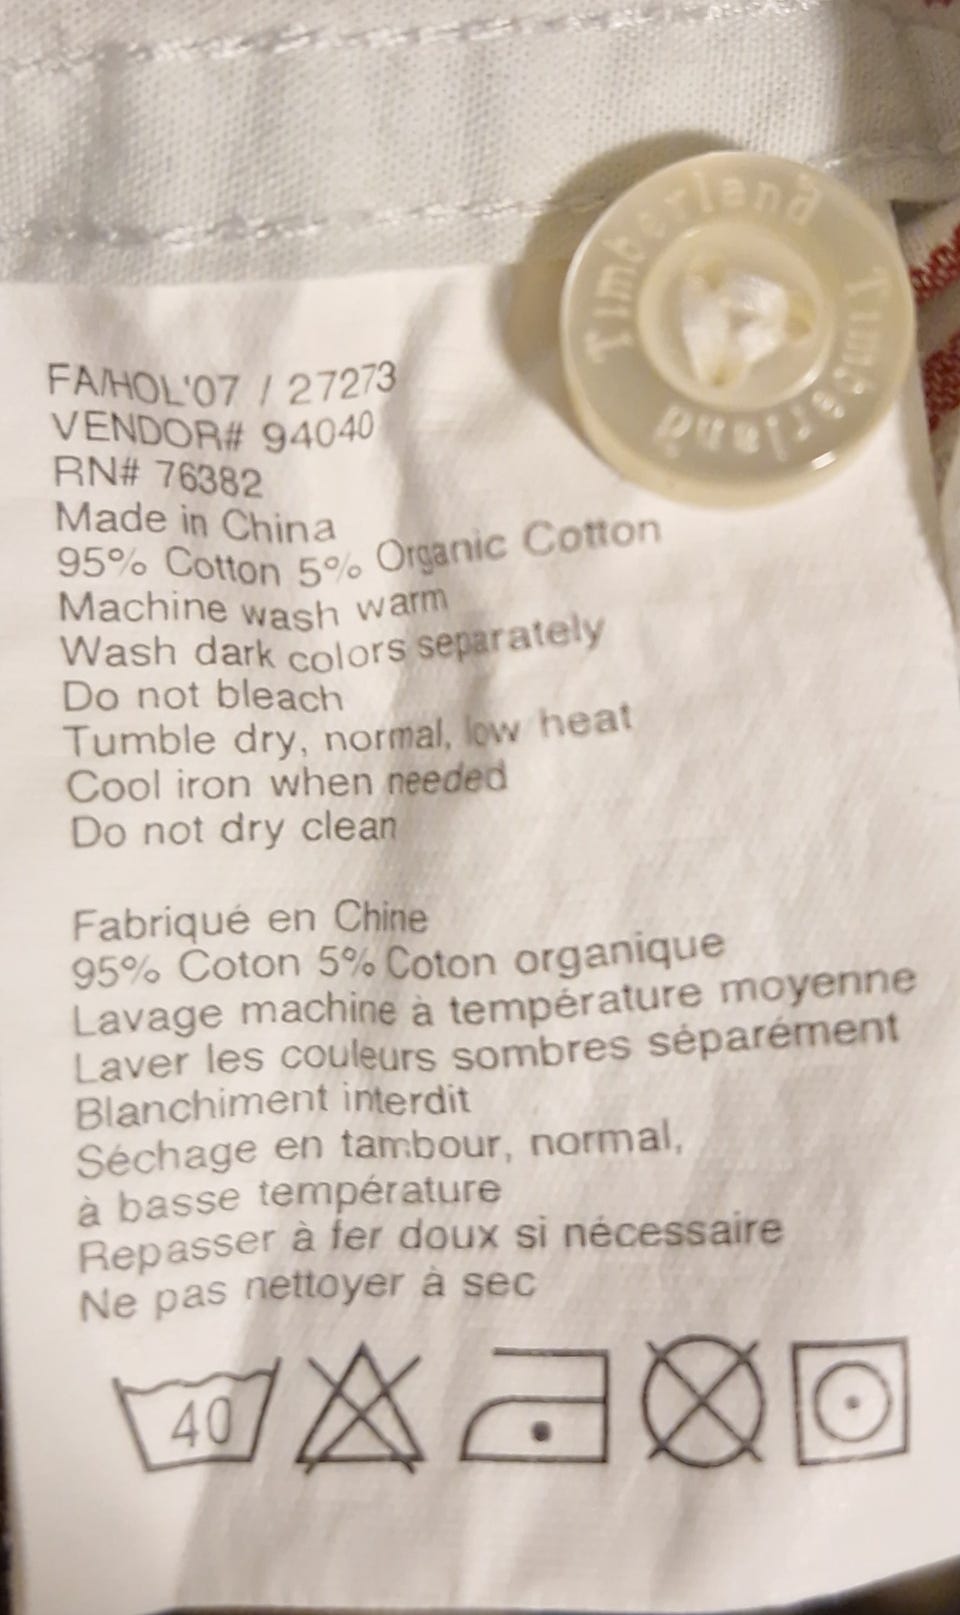 Timberland
Timberland
FA/HOL'07 / 27273
VENDOR# 94040
RN# 76382
Made in China
95% Cotton 5% Organic Cotton
Machine wash warm
Wash dark colors separately
Do not bleach
Tumble dry, normal, low heat
Cool iron when needed
Do not dry clean
Fabriqué en Chine
95% Coton 5% Coton organique
Lavage machine à température moyenne
Laver les couleurs sombres séparément
Blanchiment interdit
Séchage en tambour, normal,
à basse température
Repasser à fer doux si nécessaire
Ne pas nettoyer à sec
40